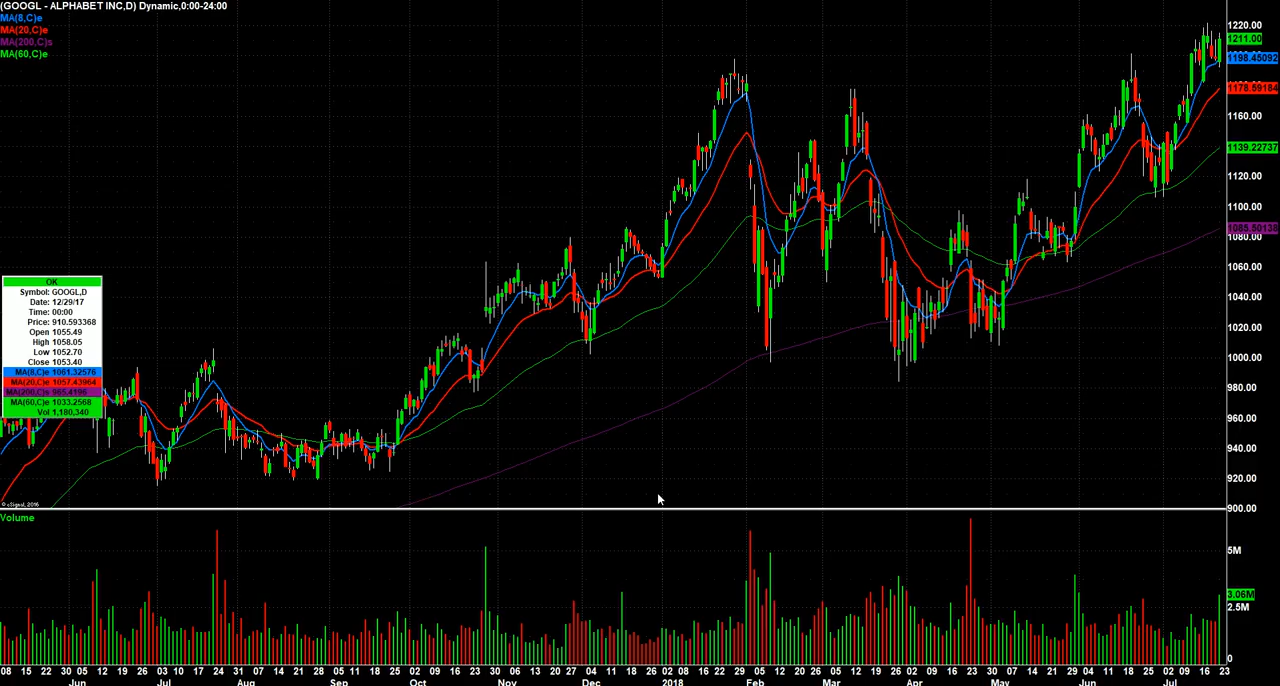 (GOOGL - ALPHABET INC,D) Dynamic,0:00-24:00
MA(8,C)e
MA(20,C)e
MA(200,C)s
MA(60,C)e
1220.00
1211.00
1198.45092
1178.59184
1160.00
1139.22737
1120.00
1100.00
1085.50138
1080.00
1060.00
1040.00
1020.00
1000.00
980.00
960.00
940.00
920.00
900.00
OK
Symbol: GOOGL,D
Date: 12/29/17
Time: 00:00
Price: 910.593368
Open 1055.49
High 1058.05
Low 1052.70
Close 1053.40
MA(8,C)e 1061.32576
MA(20,C)e 1057.43964
MA(200,C)s 965.4196
MA(60,C)e 1033.2568
Vol 1,180,340
© eSignal, 2016
Volume
5M
3.06M
2.5M
0
08 15 22 30 05 12 19 26 03 10 17 24 31 07 14 21 28 05 11 18 25 02 09 16 23 30 06 13 20 27 04 11 18 26 02 08 16 22 29 05 12 20 26 05 12 19 26 02 09 16 23 30 07 14 21 29 04 11 18 25 02 09 16 23
Jun Jul Aug Sep Oct Nov Dec 2018 Feb Mar Apr May Jun Jul